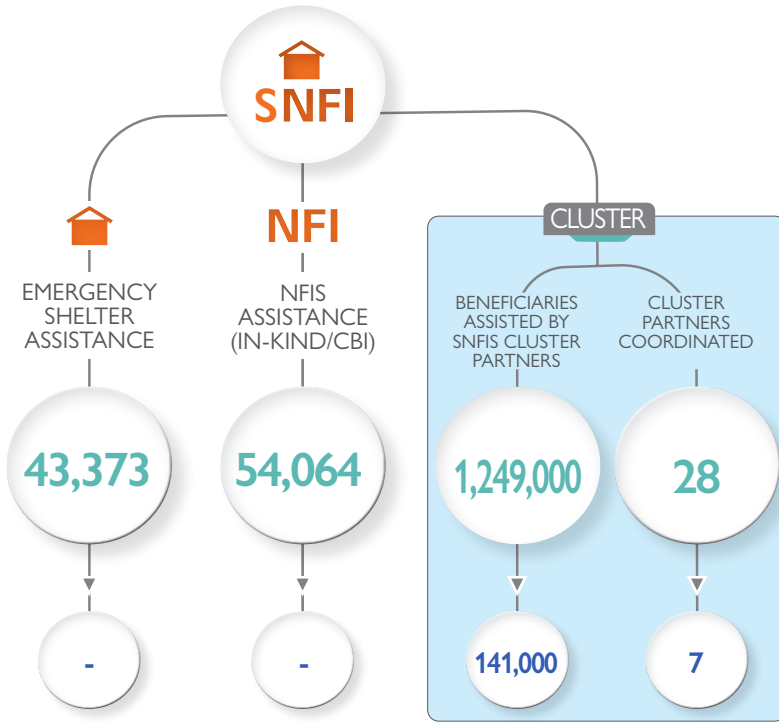 SNFI
EMERGENCY
SHELTER
ASSISTANCE
43,373
-
NFI
NFIS
ASSISTANCE
(IN-KIND/CBI)
54,064
-
CLUSTER
BENEFICIARIES
ASSISTED BY
SNFIS CLUSTER
PARTNERS
1,249,000
141,000
CLUSTER
PARTNERS
COORDINATED
28
7